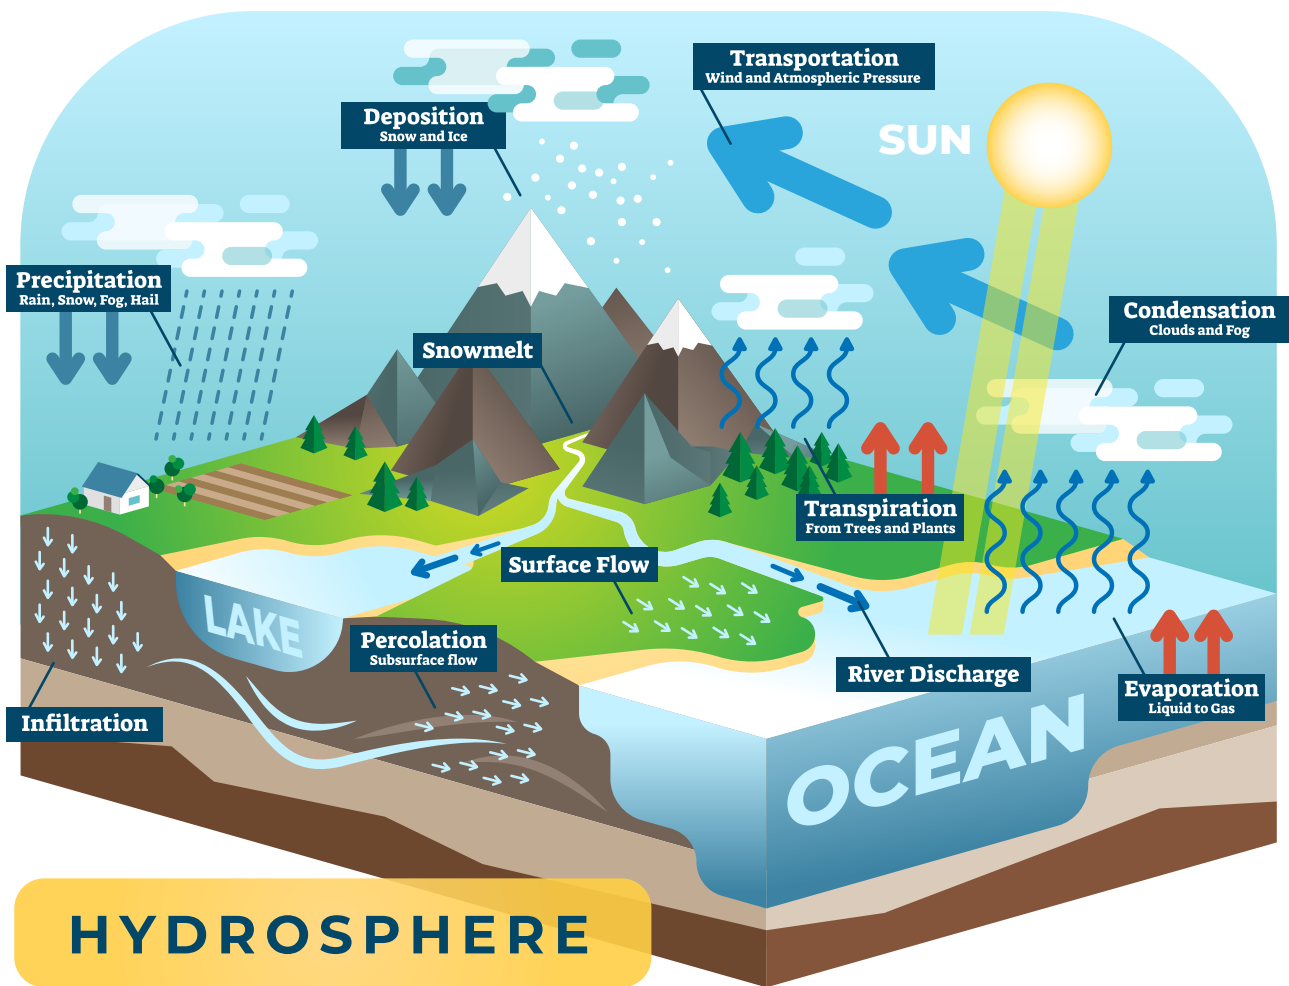 Transportation
Wind and Atmospheric Pressure
Deposition
Snow and Ice
SUN
Precipitation
Rain, Snow, Fog, Hail
Condensation
Clouds and Fog
Snowmelt
Transpiration
From Trees and Plants
Surface Flow
LAKE
Percolation
Subsurface flow
River Discharge
Evaporation
Liquid to Gas
Infiltration
OCEAN
HYDROSPHERE